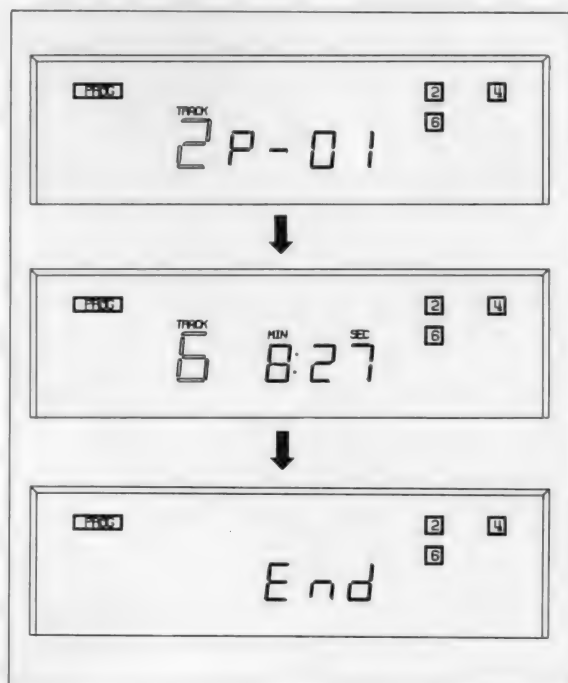 PROG 2 4
TRACK 6
2 P-01
PROG 2 4
TRACK MIN SEC 6
6 8:27
PROG 2 4
6
End